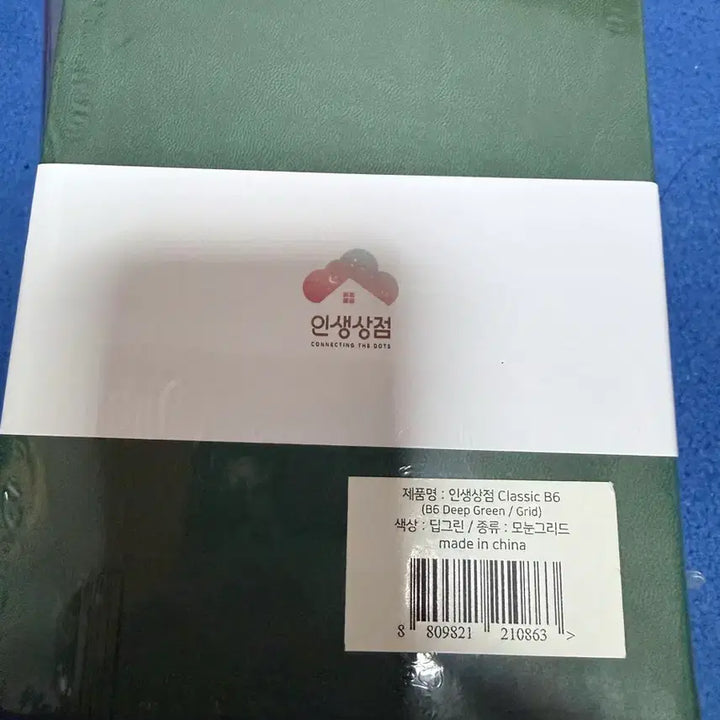 인생상점
CONNECTING THE DOTS
제품명 : 인생상점 Classic B6
(B6 Deep Green / Grid)
색상 : 딥그린 / 종류 : 모눈그리드
made in china
8 809821 210863 >